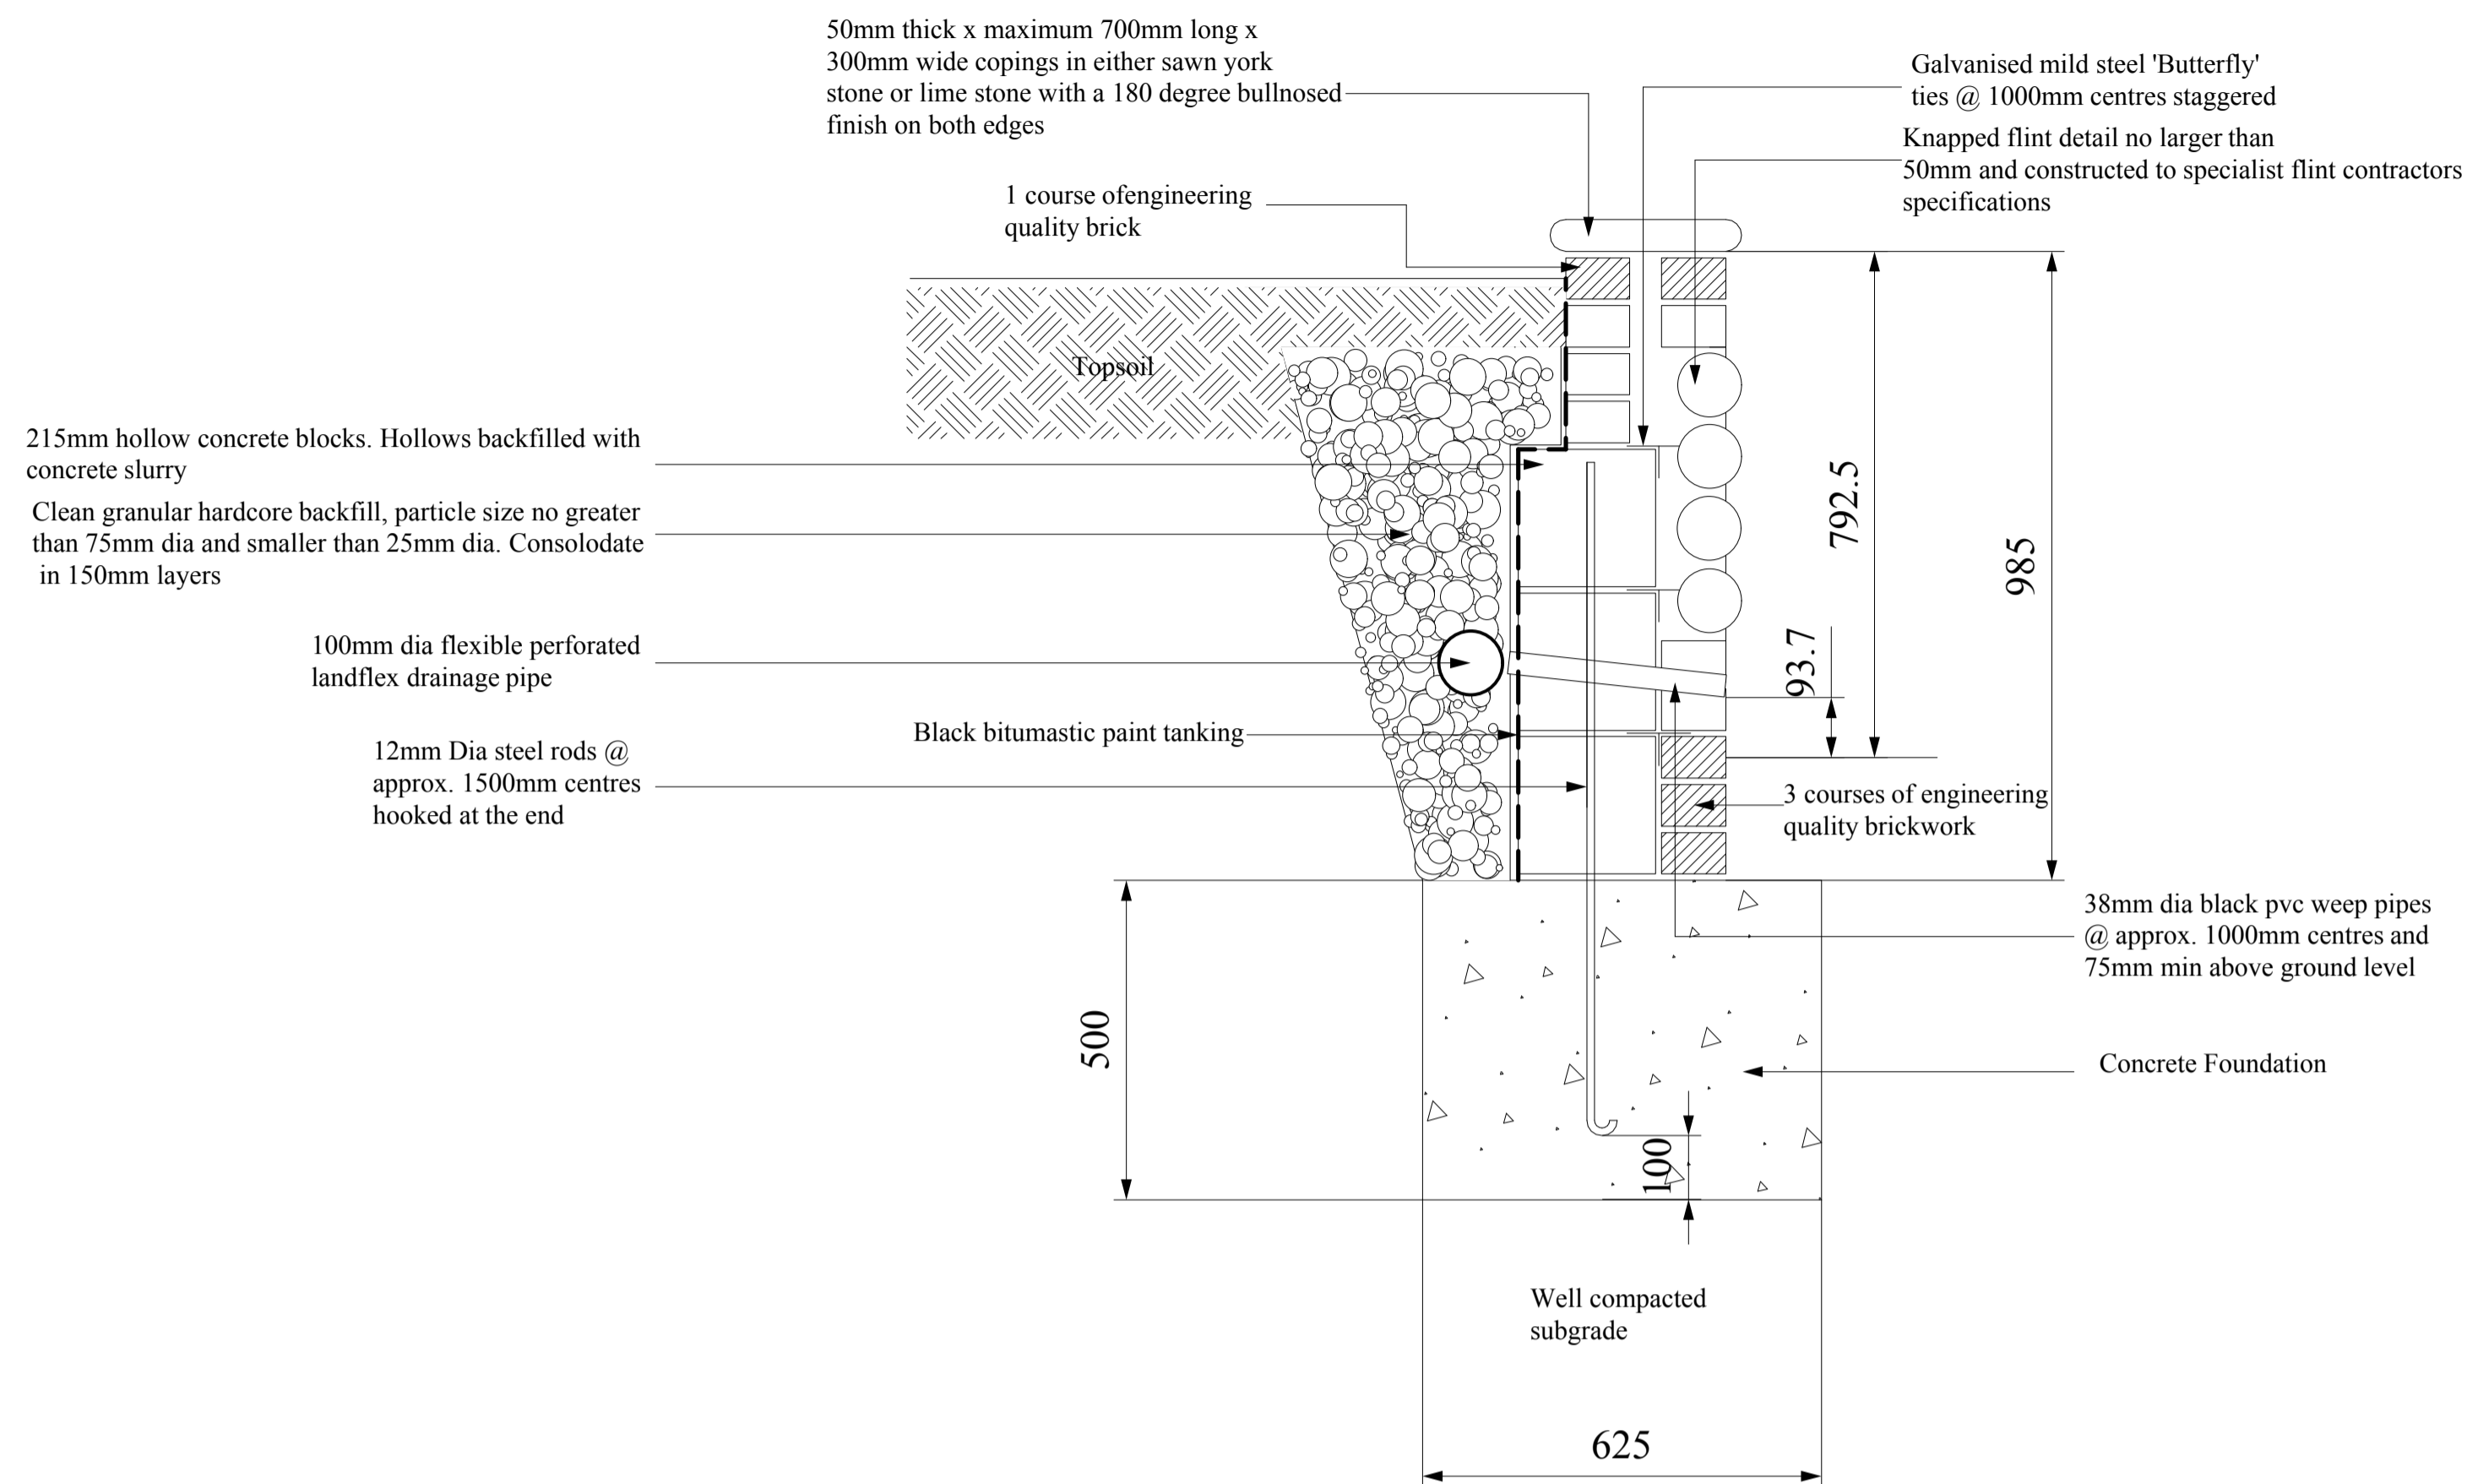 50mm thick x maximum 700mm long x
300mm wide copings in either sawn york
stone or lime stone with a 180 degree bullnosed
finish on both edges
Galvanised mild steel 'Butterfly'
ties @ 1000mm centres staggered
Knapped flint detail no larger than
50mm and constructed to specialist flint contractors
specifications
1 course ofengineering
quality brick
Topsoil
215mm hollow concrete blocks. Hollows backfilled with
concrete slurry
Clean granular hardcore backfill, particle size no greater
than 75mm dia and smaller than 25mm dia. Consolodate
in 150mm layers
792.5
985
100mm dia flexible perforated
landflex drainage pipe
93.7
Black bitumastic paint tanking
12mm Dia steel rods @
approx. 1500mm centres
hooked at the end
3 courses of engineering
quality brickwork
38mm dia black pvc weep pipes
@ approx. 1000mm centres and
75mm min above ground level
500
Concrete Foundation
100
Well compacted
subgrade
625